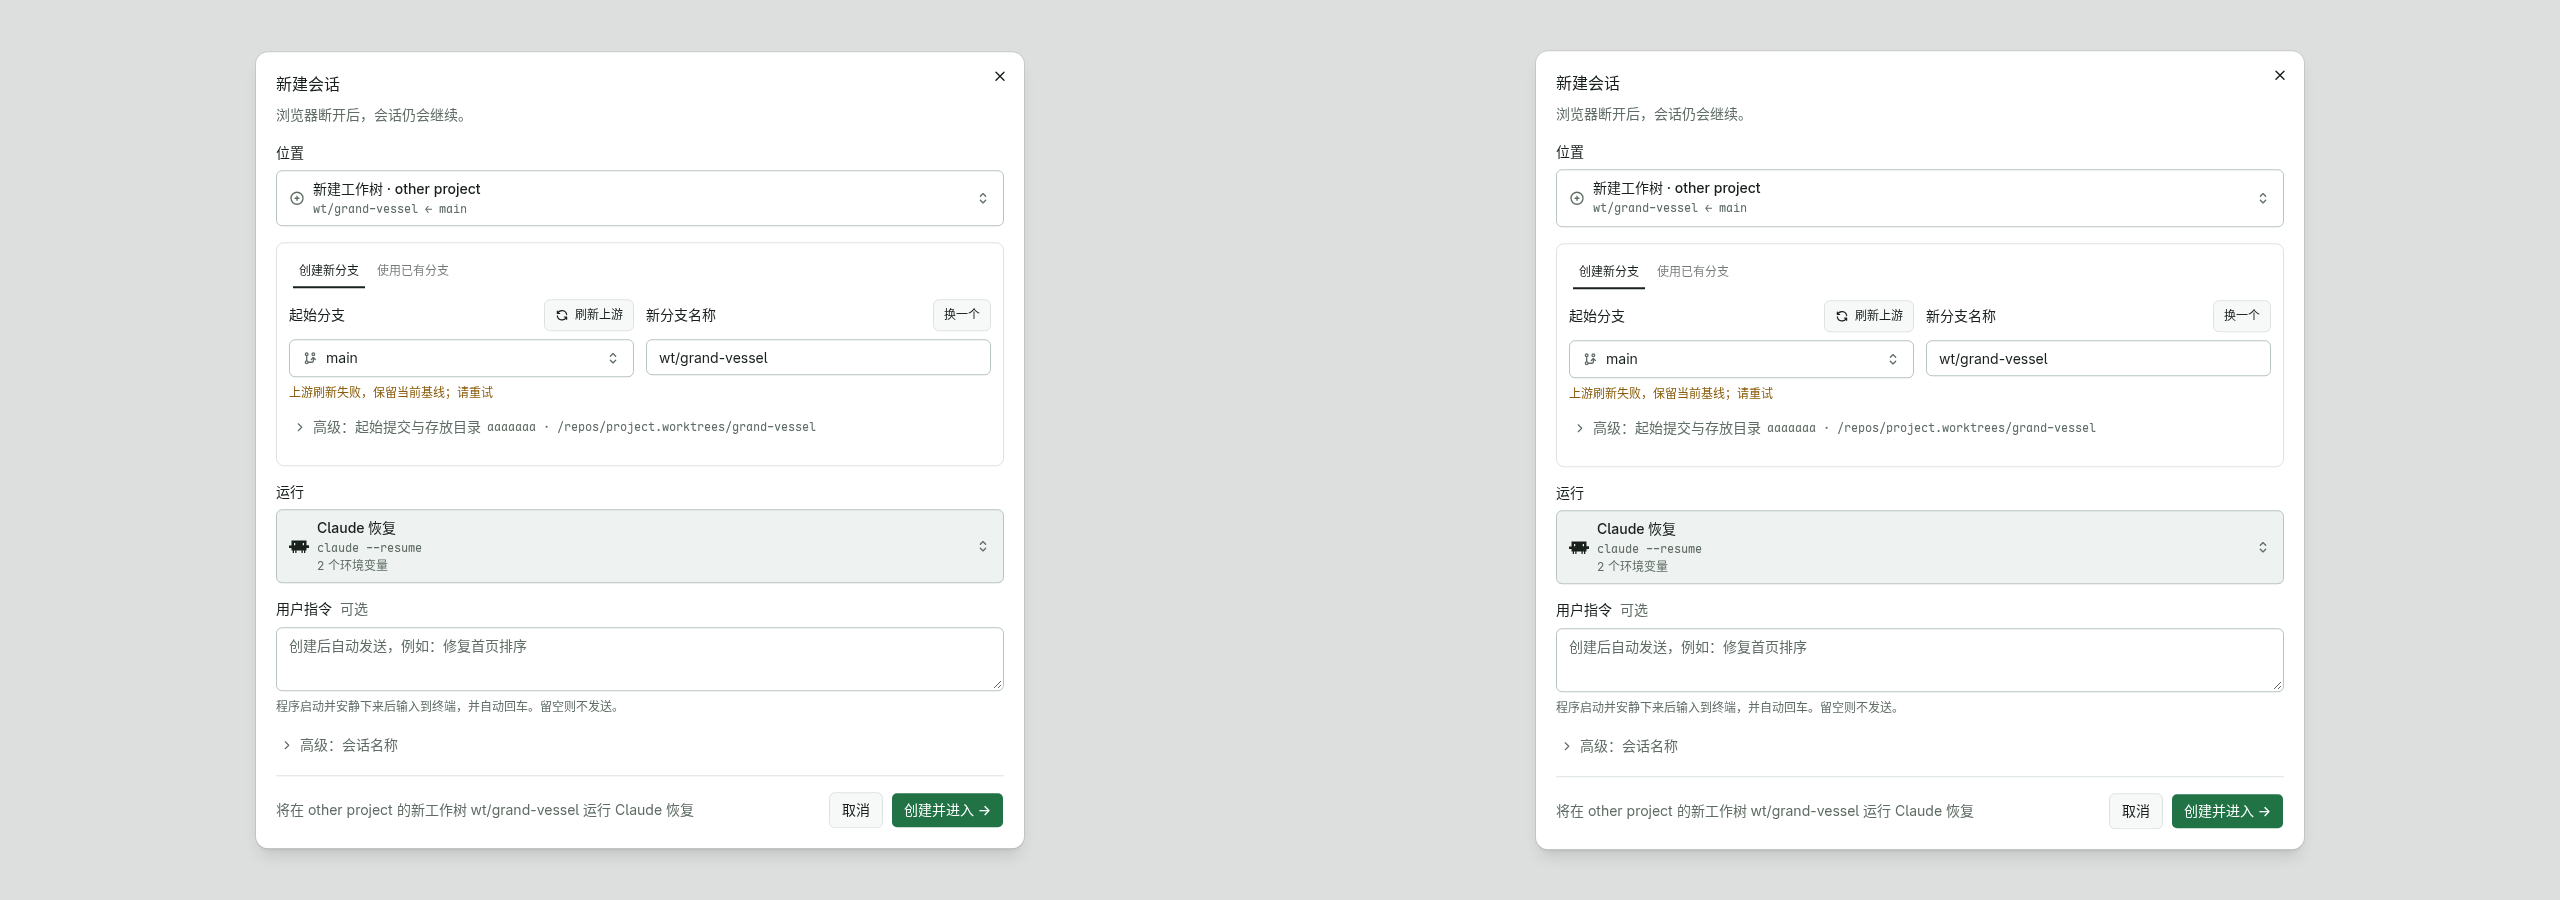 新建会话
浏览器断开后，会话仍会继续。
位置
新建工作树 · other project
wt/grand-vessel ← main
创建新分支 使用已有分支
起始分支 刷新上游 新分支名称 换一个
main wt/grand-vessel
上游刷新失败，保留当前基线；请重试
高级：起始提交与存放目录 aaaaaaa · /repos/project.worktrees/grand-vessel
运行
Claude 恢复
claude --resume
2 个环境变量
用户指令 可选
创建后自动发送，例如：修复首页排序
程序启动并安静下来后输入到终端，并自动回车。留空则不发送。
高级：会话名称
将在 other project 的新工作树 wt/grand-vessel 运行 Claude 恢复 取消 创建并进入 →
新建会话
浏览器断开后，会话仍会继续。
位置
新建工作树 · other project
wt/grand-vessel ← main
创建新分支 使用已有分支
起始分支 刷新上游 新分支名称 换一个
main wt/grand-vessel
上游刷新失败，保留当前基线；请重试
高级：起始提交与存放目录 aaaaaaa · /repos/project.worktrees/grand-vessel
运行
Claude 恢复
claude --resume
2 个环境变量
用户指令 可选
创建后自动发送，例如：修复首页排序
程序启动并安静下来后输入到终端，并自动回车。留空则不发送。
高级：会话名称
将在 other project 的新工作树 wt/grand-vessel 运行 Claude 恢复 取消 创建并进入 →